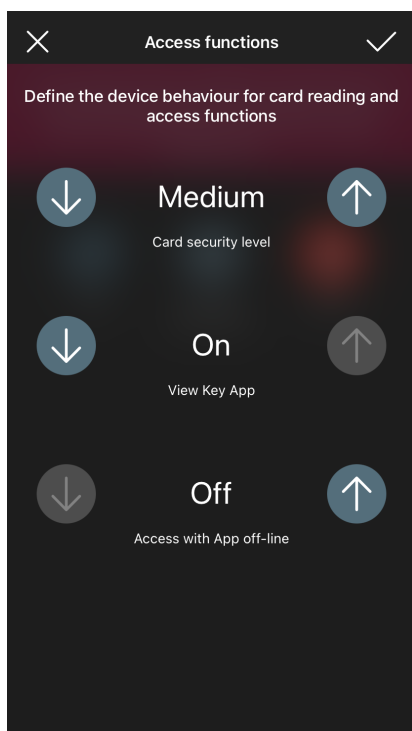 Access functions
Define the device behaviour for card reading and
access functions
Medium
Card security level
On
View Key App
Off
Access with App off-line